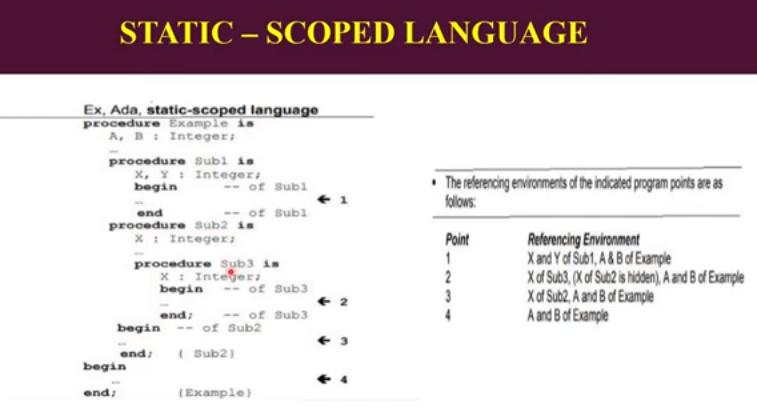 STATIC – SCOPED LANGUAGE
Ex, Ada, static-scoped language
procedure Example is
A, B : Integer;
...
procedure Sub1 is
X, Y : Integer;
begin -- of Sub1
... ← 1
end -- of Sub1
procedure Sub2 is
X : Integer;
...
procedure Sub3 is
X : Integer;
begin -- of Sub3
... ← 2
end; -- of Sub3
begin -- of Sub2
... ← 3
end; { Sub2}
begin
... ← 4
end; {Example}
• The referencing environments of the indicated program points are as
follows:
Point Referencing Environment
1 X and Y of Sub1, A & B of Example
2 X of Sub3, (X of Sub2 is hidden), A and B of Example
3 X of Sub2, A and B of Example
4 A and B of Example